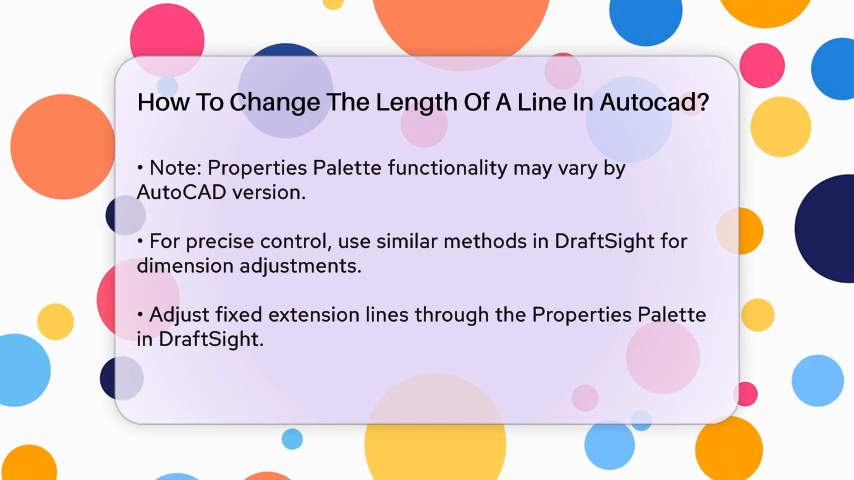 How To Change The Length Of A Line In Autocad?
• Note: Properties Palette functionality may vary by
AutoCAD version.
• For precise control, use similar methods in DraftSight for
dimension adjustments.
• Adjust fixed extension lines through the Properties Palette
in DraftSight.